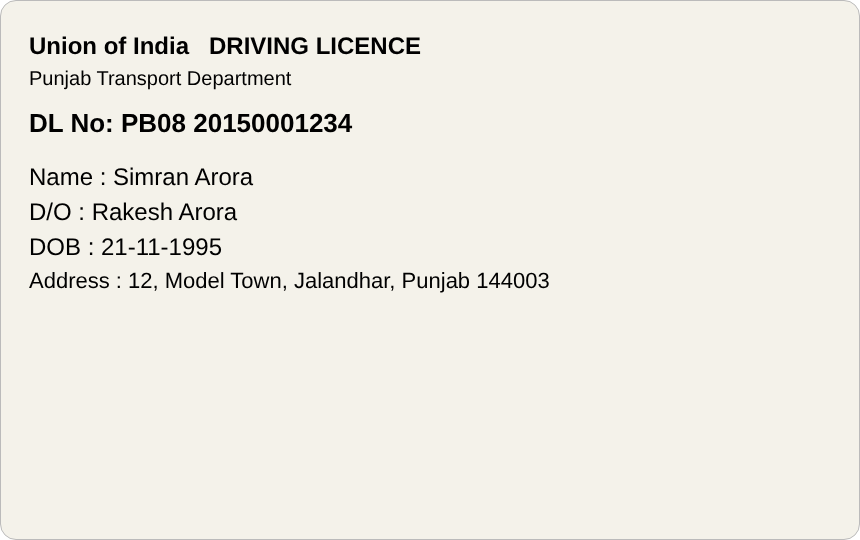 Union of India DRIVING LICENCE
Punjab Transport Department
DL No: PB08 20150001234
Name : Simran Arora
D/O : Rakesh Arora
DOB : 21-11-1995
Address : 12, Model Town, Jalandhar, Punjab 144003